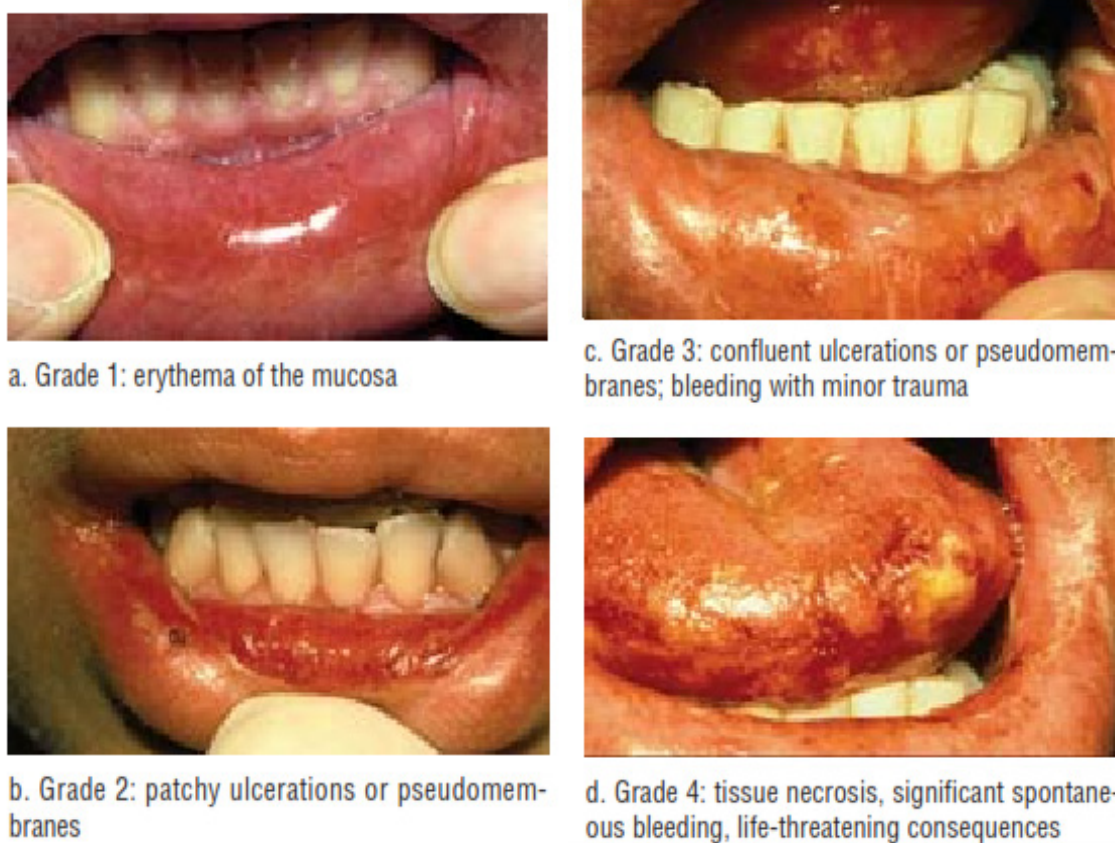 a. Grade 1: erythema of the mucosa
b. Grade 2: patchy ulcerations or pseudomem-
branes
c. Grade 3: confluent ulcerations or pseudomem-
branes; bleeding with minor trauma
d. Grade 4: tissue necrosis, significant spontane-
ous bleeding, life-threatening consequences